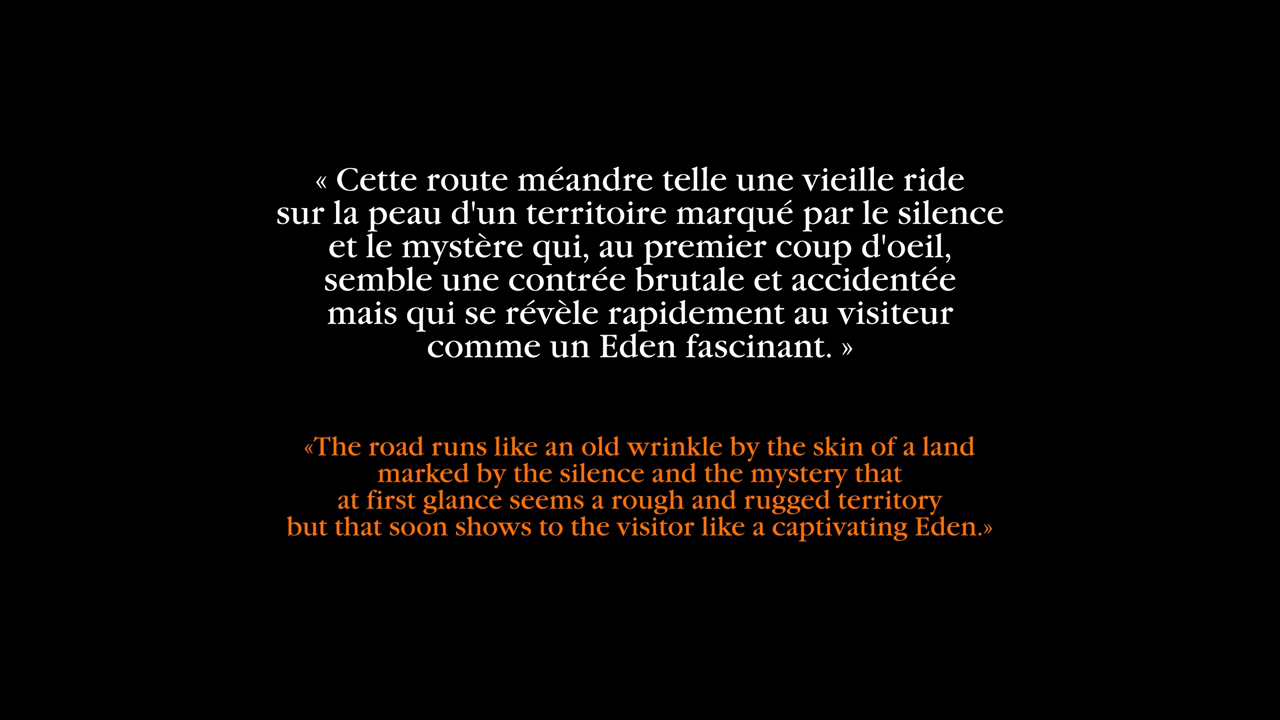 « Cette route méandre telle une vieille ride
sur la peau d'un territoire marqué par le silence
et le mystère qui, au premier coup d'oeil,
semble une contrée brutale et accidentée
mais qui se révèle rapidement au visiteur
comme un Eden fascinant. »
«The road runs like an old wrinkle by the skin of a land
marked by the silence and the mystery that
at first glance seems a rough and rugged territory
but that soon shows to the visitor like a captivating Eden.»